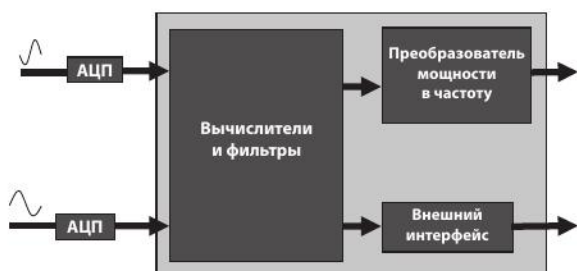 АЦП
Преобразователь
мощности
в частоту
Вычислители
и фильтры
АЦП
Внешний
интерфейс